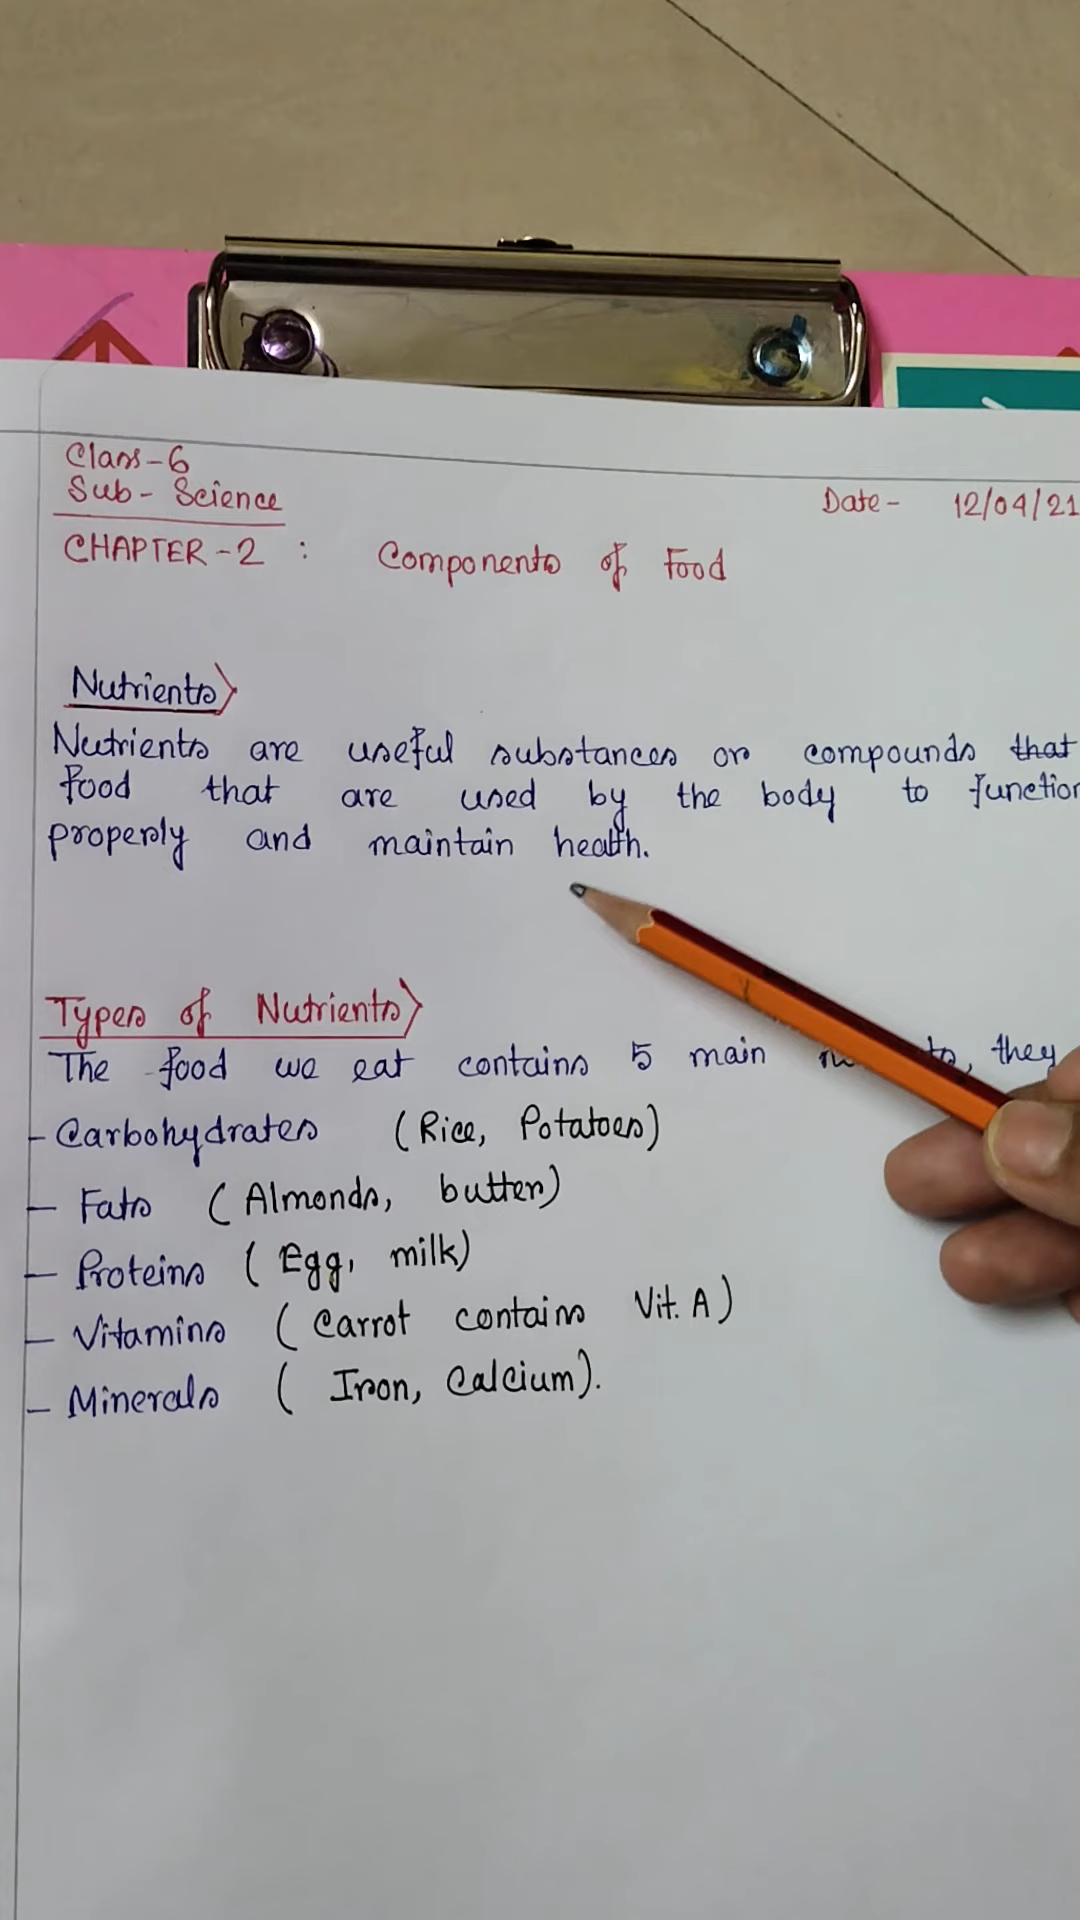 Class-6
Sub- Science
Date- 12/04/21
CHAPTER-2 : Components of Food
Nutrients
Nutrients are useful substances or compounds that
food that are used by the body to function
properly and maintain health.
Types of Nutrients
The food we eat contains 5 main they
- Carbohydrates (Rice, Potatoes)
- Fats (Almonds, butter)
- Proteins (Egg, milk)
- Vitamins (Carrot contains Vit. A)
- Minerals (Iron, Calcium).